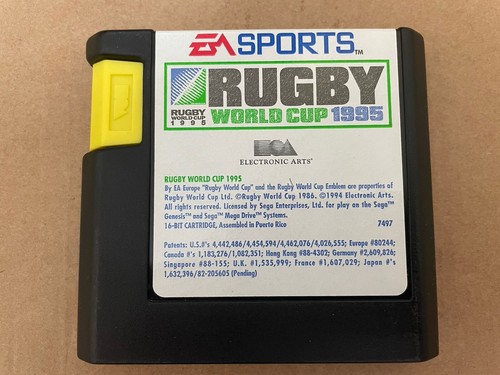 EA SPORTS™
RUGBY
WORLD CUP 1995
RUGBY
WORLD CUP
1995
ELECTRONIC ARTS®
RUGBY WORLD CUP 1995
By EA Europe "Rugby World Cup" and the Rugby World Cup Emblem are properties of
Rugby World Cup Ltd. ©Rugby World Cup 1986. ©1994 Electronic Arts.
All rights reserved. Licensed by Sega Enterprises, Ltd. for play on the Sega™
Genesis™ and Sega™ Mega Drive™ Systems.
16-BIT CARTRIDGE, Assembled in Puerto Rico 7497
Patents: U.S.#'s 4,442,486/4,454,594/4,462,076/4,026,555; Europe #80244;
Canada #'s 1,183,276/1,082,351; Hong Kong #88-4302; Germany #2,609,826;
Singapore #88-155; U.K. #1,535,999; France #1,607,029; Japan #'s
1,632,396/82-205605 (Pending)